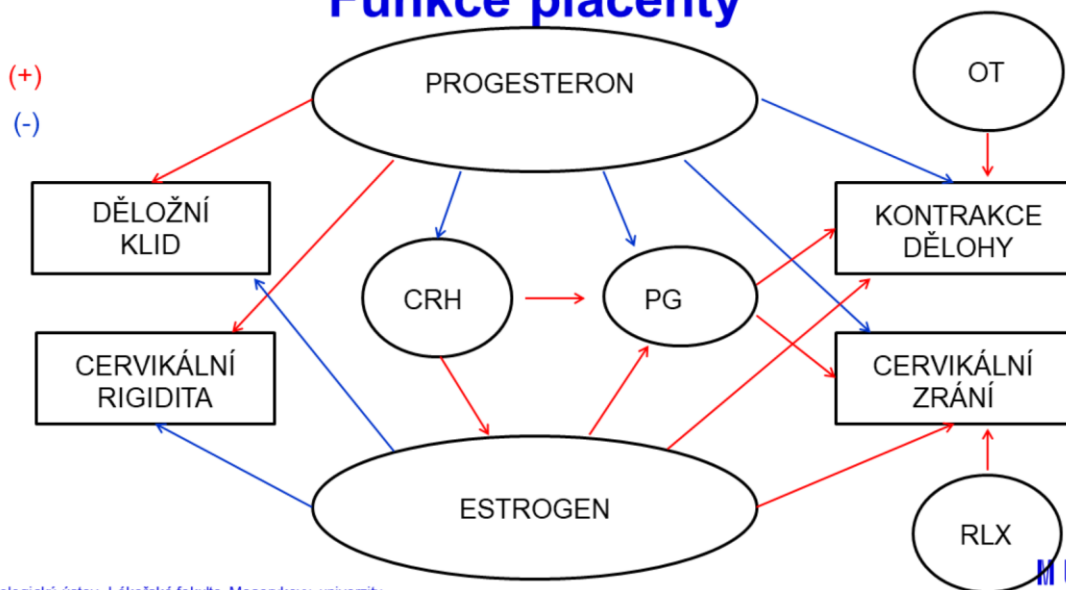 Funkce placenty
(+)
(-)
PROGESTERON
OT
DĚLOŽNÍ
KLID
KONTRAKCE
DĚLOHY
CRH
PG
CERVIKÁLNÍ
RIGIDITA
CERVIKÁLNÍ
ZRÁNÍ
ESTROGEN
RLX